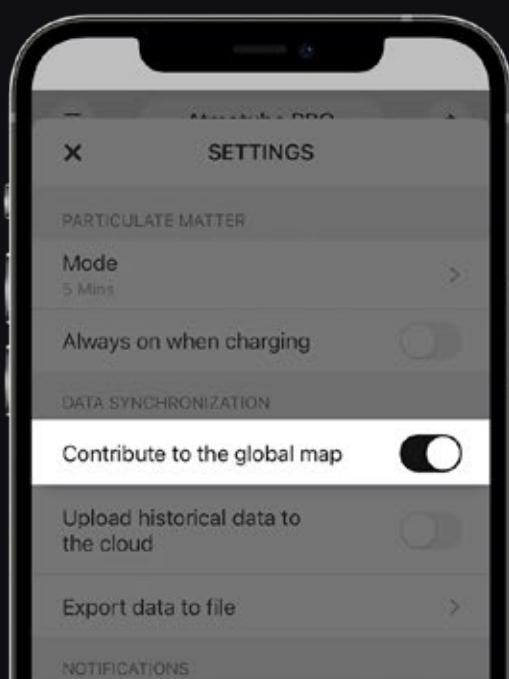 SETTINGS
PARTICULATE MATTER
Mode
5 Mins
Always on when charging
DATA SYNCHRONIZATION
Contribute to the global map
Upload historical data to
the cloud
Export data to file
NOTIFICATIONS